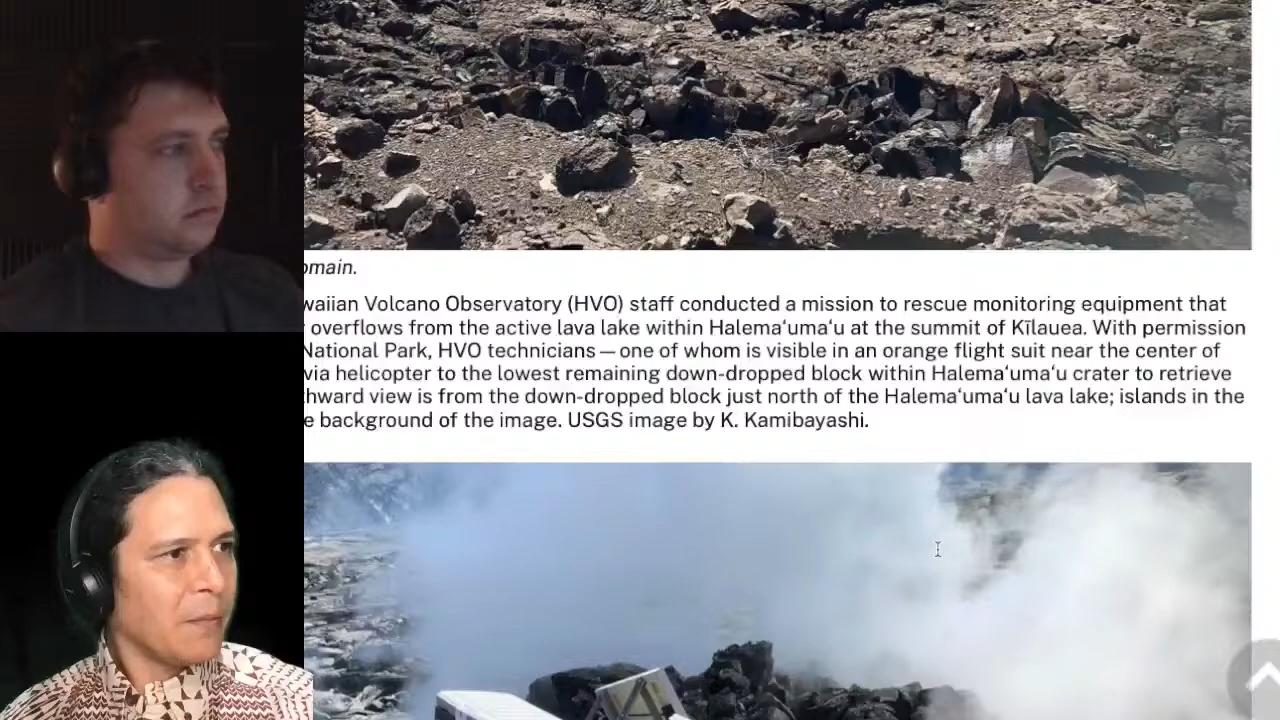 omain.
waiian Volcano Observatory (HVO) staff conducted a mission to rescue monitoring equipment that
overflows from the active lava lake within Halemaʻumaʻu at the summit of Kīlauea. With permission
National Park, HVO technicians — one of whom is visible in an orange flight suit near the center of
via helicopter to the lowest remaining down-dropped block within Halemaʻumaʻu crater to retrieve
thward view is from the down-dropped block just north of the Halemaʻumaʻu lava lake; islands in the
e background of the image. USGS image by K. Kamibayashi.